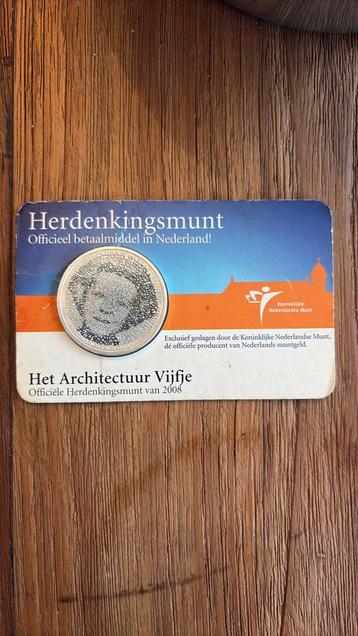 Herdenkingsmunt
Officieel betaalmiddel in Nederland!
Koninklijke
Nederlandse Munt
Exclusief geslagen door de Koninklijke Nederlandse Munt,
dé officiële producent van Nederlands muntgeld.
Het Architectuur Vijfje
Officiële Herdenkingsmunt van 2008